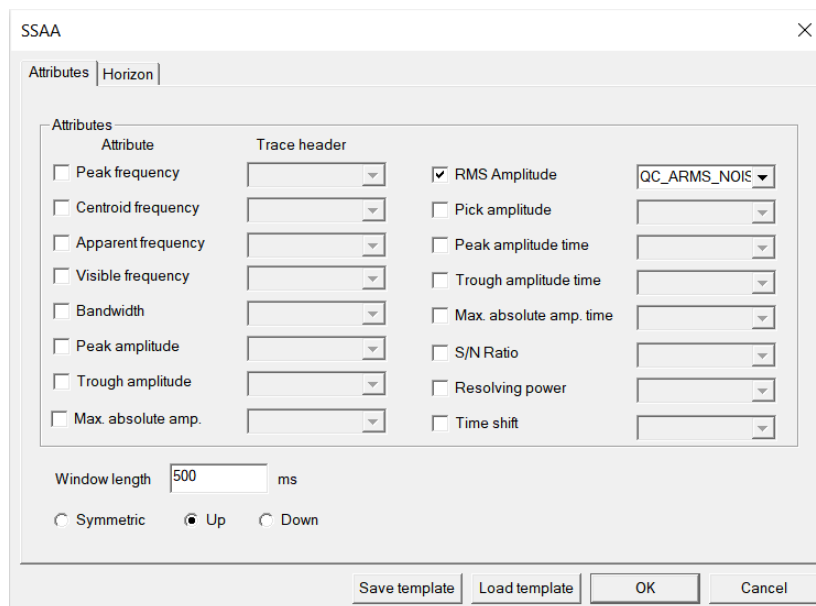 SSAA
Attributes Horizon
Attributes
Attribute Trace header
Peak frequency
Centroid frequency
Apparent frequency
Visible frequency
Bandwidth
Peak amplitude
Trough amplitude
Max. absolute amp.
RMS Amplitude QC_ARMS_NOIS
Pick amplitude
Peak amplitude time
Trough amplitude time
Max. absolute amp. time
S/N Ratio
Resolving power
Time shift
Window length 500 ms
Symmetric Up Down
Save template Load template OK Cancel